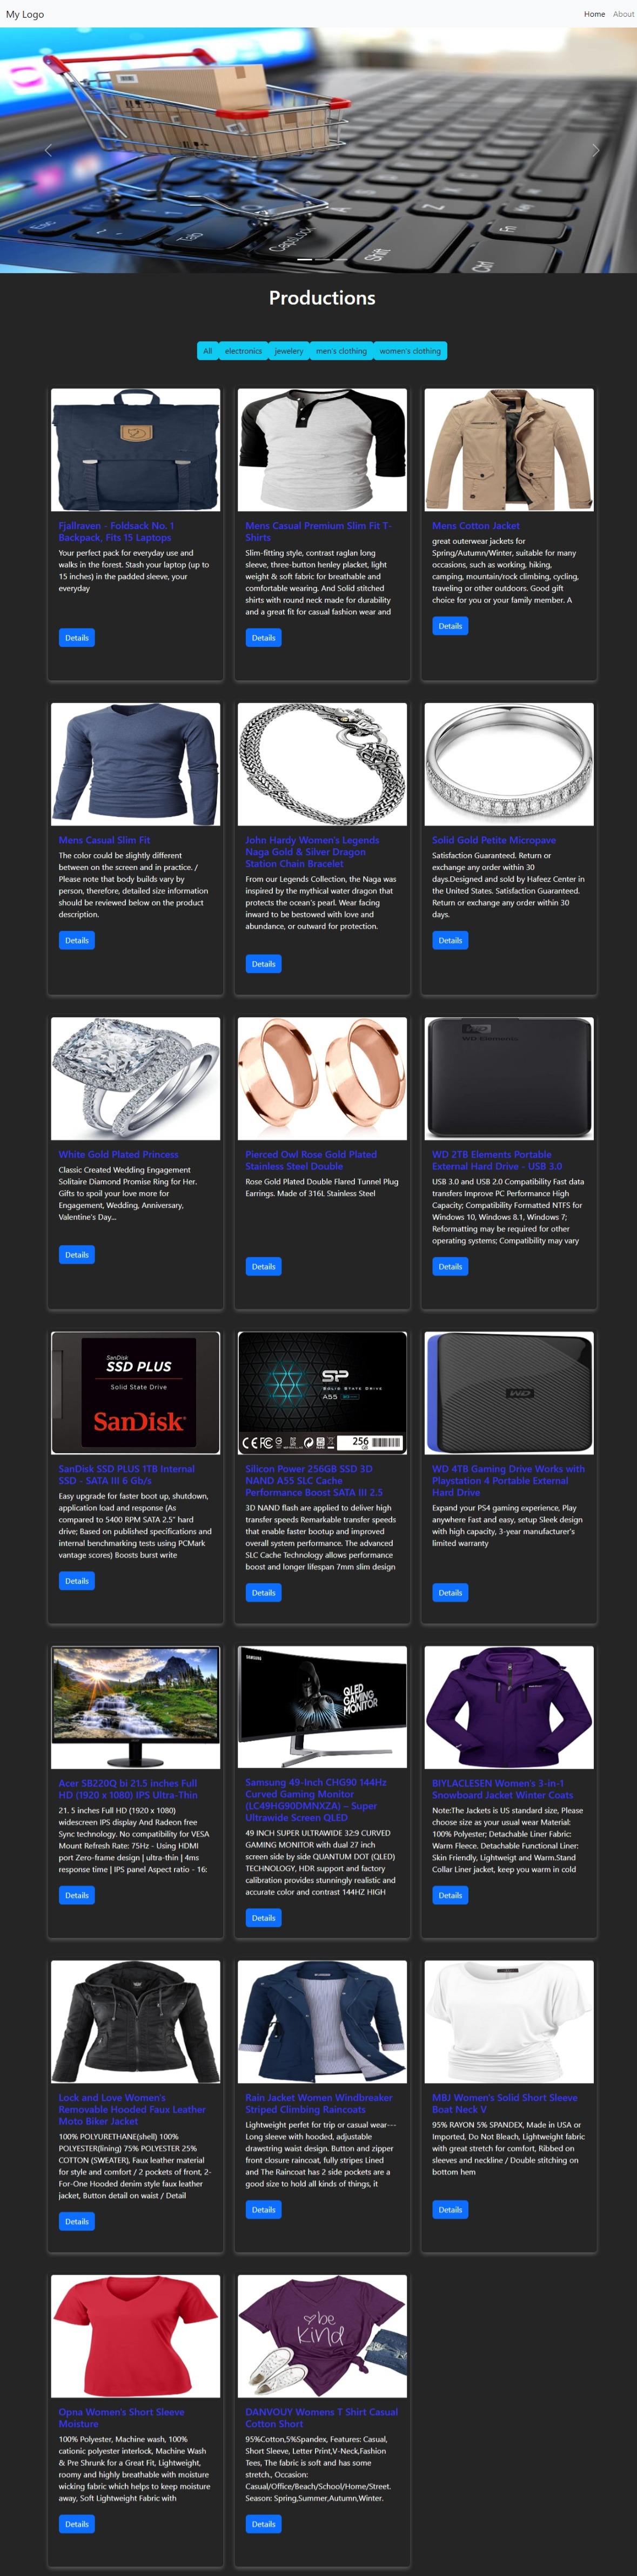 My Logo
Home About
Esc
Tab
CapsLock
Shift
Z
Fn
Ctrl
Productions
All electronics jewelery men's clothing women's clothing
Fjallraven - Foldsack No. 1
Backpack, Fits 15 Laptops
Your perfect pack for everyday use and
walks in the forest. Stash your laptop (up to
15 inches) in the padded sleeve, your
everyday
Details
Mens Casual Premium Slim Fit T-
Shirts
Slim-fitting style, contrast raglan long
sleeve, three-button henley placket, light
weight & soft fabric for breathable and
comfortable wearing. And Solid stitched
shirts with round neck made for durability
and a great fit for casual fashion wear and
Details
Mens Cotton Jacket
great outerwear jackets for
Spring/Autumn/Winter, suitable for many
occasions, such as working, hiking,
camping, mountain/rock climbing, cycling,
traveling or other outdoors. Good gift
choice for you or your family member. A
Details
Mens Casual Slim Fit
The color could be slightly different
between on the screen and in practice. /
Please note that body builds vary by
person, therefore, detailed size information
should be reviewed below on the product
description.
Details
John Hardy Women's Legends
Naga Gold & Silver Dragon
Station Chain Bracelet
From our Legends Collection, the Naga was
inspired by the mythical water dragon that
protects the ocean's pearl. Wear facing
inward to be bestowed with love and
abundance, or outward for protection.
Details
Solid Gold Petite Micropave
Satisfaction Guaranteed. Return or
exchange any order within 30
days.Designed and sold by Hafeez Center in
the United States. Satisfaction Guaranteed.
Return or exchange any order within 30
days.
Details
White Gold Plated Princess
Classic Created Wedding Engagement
Solitaire Diamond Promise Ring for Her.
Gifts to spoil your love more for
Engagement, Wedding, Anniversary,
Valentine's Day...
Details
Pierced Owl Rose Gold Plated
Stainless Steel Double
Rose Gold Plated Double Flared Tunnel Plug
Earrings. Made of 316L Stainless Steel
Details
WD Elements
WD 2TB Elements Portable
External Hard Drive - USB 3.0
USB 3.0 and USB 2.0 Compatibility Fast data
transfers Improve PC Performance High
Capacity; Compatibility Formatted NTFS for
Windows 10, Windows 8.1, Windows 7;
Reformatting may be required for other
operating systems; Compatibility may vary
Details
SanDisk
SSD PLUS
Solid State Drive
SanDisk
SanDisk SSD PLUS 1TB Internal
SSD - SATA III 6 Gb/s
Easy upgrade for faster boot up, shutdown,
application load and response (As
compared to 5400 RPM SATA 2.5" hard
drive; Based on published specifications and
internal benchmarking tests using PCMark
vantage scores) Boosts burst write
Details
SP
SOLID STATE DRIVE
A55
256
GB
Silicon Power 256GB SSD 3D
NAND A55 SLC Cache
Performance Boost SATA III 2.5
3D NAND flash are applied to deliver high
transfer speeds Remarkable transfer speeds
that enable faster bootup and improved
overall system performance. The advanced
SLC Cache Technology allows performance
boost and longer lifespan 7mm slim design
Details
WD
WD 4TB Gaming Drive Works with
Playstation 4 Portable External
Hard Drive
Expand your PS4 gaming experience, Play
anywhere Fast and easy, setup Sleek design
with high capacity, 3-year manufacturer's
limited warranty
Details
Acer SB220Q bi 21.5 inches Full
HD (1920 x 1080) IPS Ultra-Thin
21. 5 inches Full HD (1920 x 1080)
widescreen IPS display And Radeon free
Sync technology. No compatibility for VESA
Mount Refresh Rate: 75Hz - Using HDMI
port Zero-frame design | ultra-thin | 4ms
response time | IPS panel Aspect ratio - 16:
Details
SAMSUNG
QLED
GAMING
MONITOR
Samsung 49-Inch CHG90 144Hz
Curved Gaming Monitor
(LC49HG90DMNXZA) – Super
Ultrawide Screen QLED
49 INCH SUPER ULTRAWIDE 32:9 CURVED
GAMING MONITOR with dual 27 inch
screen side by side QUANTUM DOT (QLED)
TECHNOLOGY, HDR support and factory
calibration provides stunningly realistic and
accurate color and contrast 144HZ HIGH
Details
BIYLACLESEN Women's 3-in-1
Snowboard Jacket Winter Coats
Note:The Jackets is US standard size, Please
choose size as your usual wear Material:
100% Polyester; Detachable Liner Fabric:
Warm Fleece. Detachable Functional Liner:
Skin Friendly, Lightweigt and Warm.Stand
Collar Liner jacket, keep you warm in cold
Details
Lock and Love Women's
Removable Hooded Faux Leather
Moto Biker Jacket
100% POLYURETHANE(shell) 100%
POLYESTER(lining) 75% POLYESTER 25%
COTTON (SWEATER), Faux leather material
for style and comfort / 2 pockets of front, 2-
For-One Hooded denim style faux leather
jacket, Button detail on waist / Detail
Details
Rain Jacket Women Windbreaker
Striped Climbing Raincoats
Lightweight perfet for trip or casual wear---
Long sleeve with hooded, adjustable
drawstring waist design. Button and zipper
front closure raincoat, fully stripes Lined
and The Raincoat has 2 side pockets are a
good size to hold all kinds of things, it
Details
MBJ Women's Solid Short Sleeve
Boat Neck V
95% RAYON 5% SPANDEX, Made in USA or
Imported, Do Not Bleach, Lightweight fabric
with great stretch for comfort, Ribbed on
sleeves and neckline / Double stitching on
bottom hem
Details
Opna Women's Short Sleeve
Moisture
100% Polyester, Machine wash, 100%
cationic polyester interlock, Machine Wash
& Pre Shrunk for a Great Fit, Lightweight,
roomy and highly breathable with moisture
wicking fabric which helps to keep moisture
away, Soft Lightweight Fabric with
Details
be
kind
DANVOUY Womens T Shirt Casual
Cotton Short
95%Cotton,5%Spandex, Features: Casual,
Short Sleeve, Letter Print,V-Neck,Fashion
Tees, The fabric is soft and has some
stretch., Occasion:
Casual/Office/Beach/School/Home/Street.
Season: Spring,Summer,Autumn,Winter.
Details